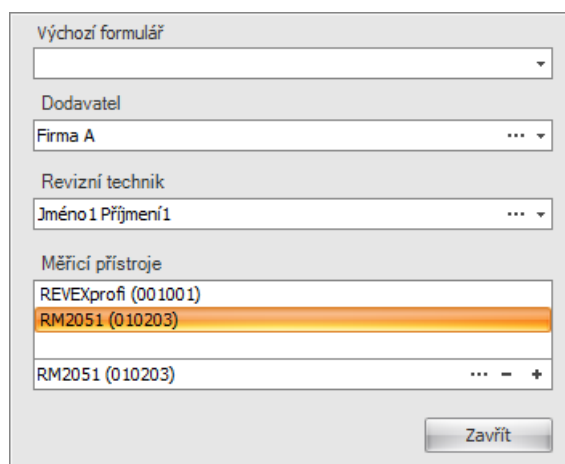 Výchozí formulář
Dodavatel
Firma A
Revizní technik
Jméno1 Příjmení1
Měřicí přístroje
REVEXprofi (001001)
RM2051 (010203)
RM2051 (010203)
Zavřít